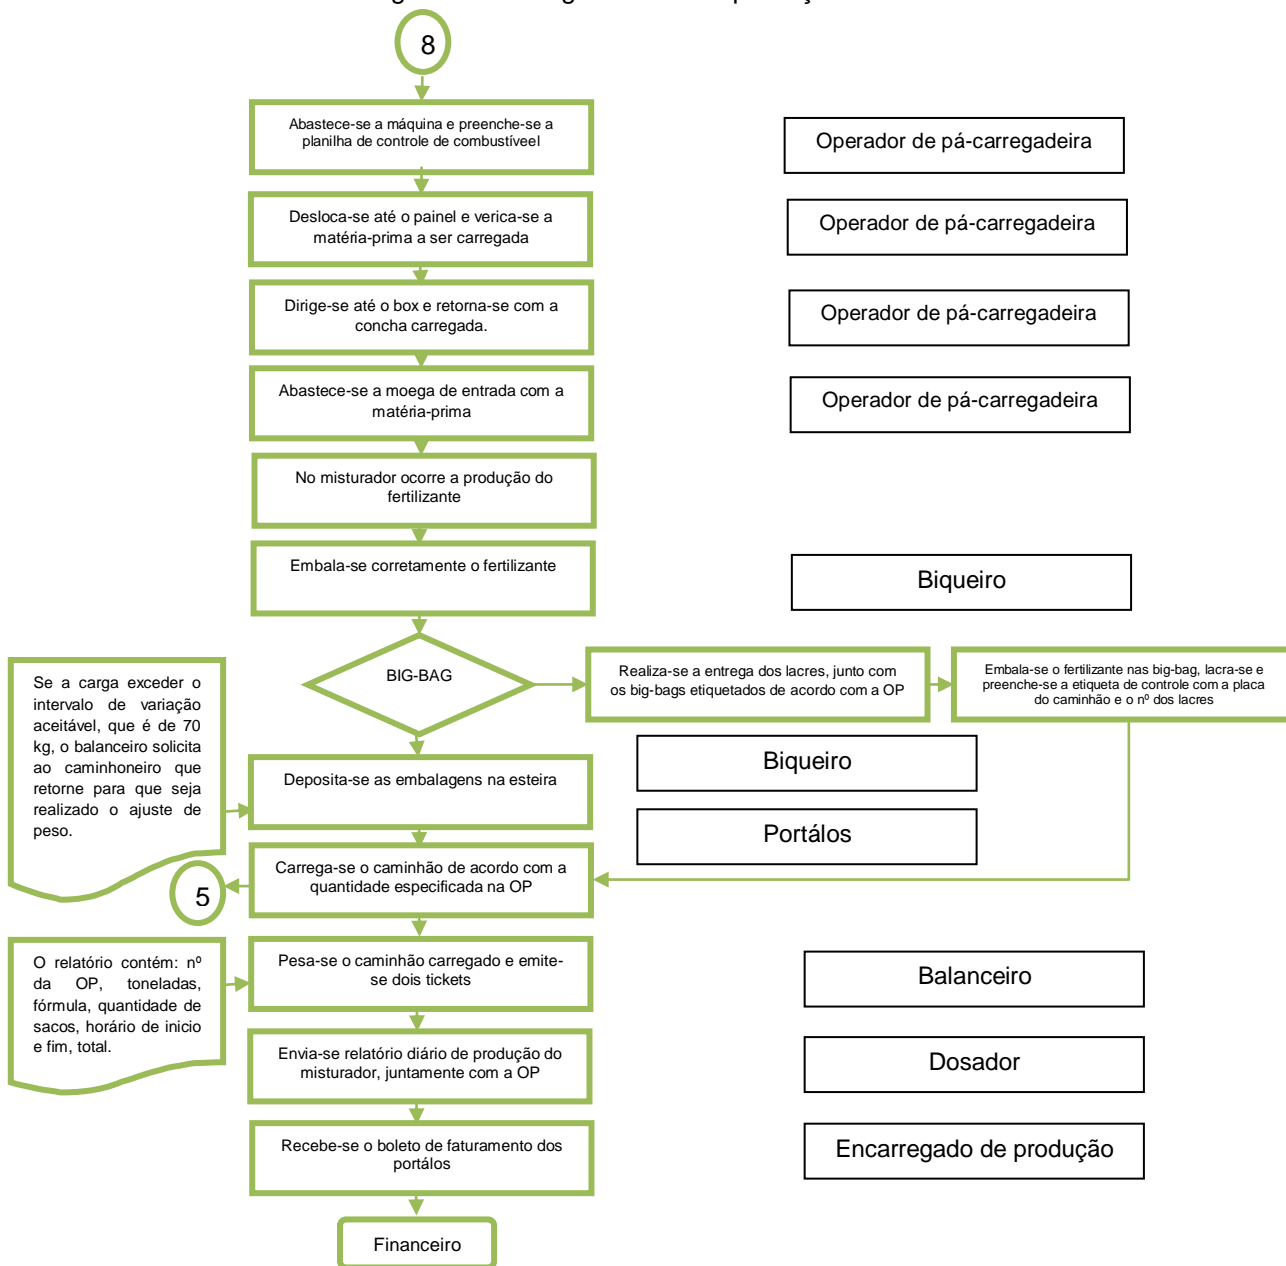 8
Abastece-se a máquina e preenche-se a
planilha de controle de combustíveel
Operador de pá-carregadeira
Desloca-se até o painel e verica-se a
matéria-prima a ser carregada
Operador de pá-carregadeira
Dirige-se até o box e retorna-se com a
concha carregada.
Operador de pá-carregadeira
Abastece-se a moega de entrada com a
matéria-prima
Operador de pá-carregadeira
No misturador ocorre a produção do
fertilizante
Embala-se corretamente o fertilizante
Biqueiro
BIG-BAG
Realiza-se a entrega dos lacres, junto com
os big-bags etiquetados de acordo com a OP
Embala-se o fertilizante nas big-bag, lacra-se e
preenche-se a etiqueta de controle com a placa
do caminhão e o nº dos lacres
Se a carga exceder o
intervalo de variação
aceitável, que é de 70
kg, o balanceiro solicita
ao caminhoneiro que
retorne para que seja
realizado o ajuste de
peso.
Deposita-se as embalagens na esteira
Biqueiro
Portálos
Carrega-se o caminhão de acordo com a
quantidade especificada na OP
5
O relatório contém: nº
da OP, toneladas,
fórmula, quantidade de
sacos, horário de inicio
e fim, total.
Pesa-se o caminhão carregado e emite-
se dois tickets
Balanceiro
Envia-se relatório diário de produção do
misturador, juntamente com a OP
Dosador
Recebe-se o boleto de faturamento dos
portálos
Encarregado de produção
Financeiro